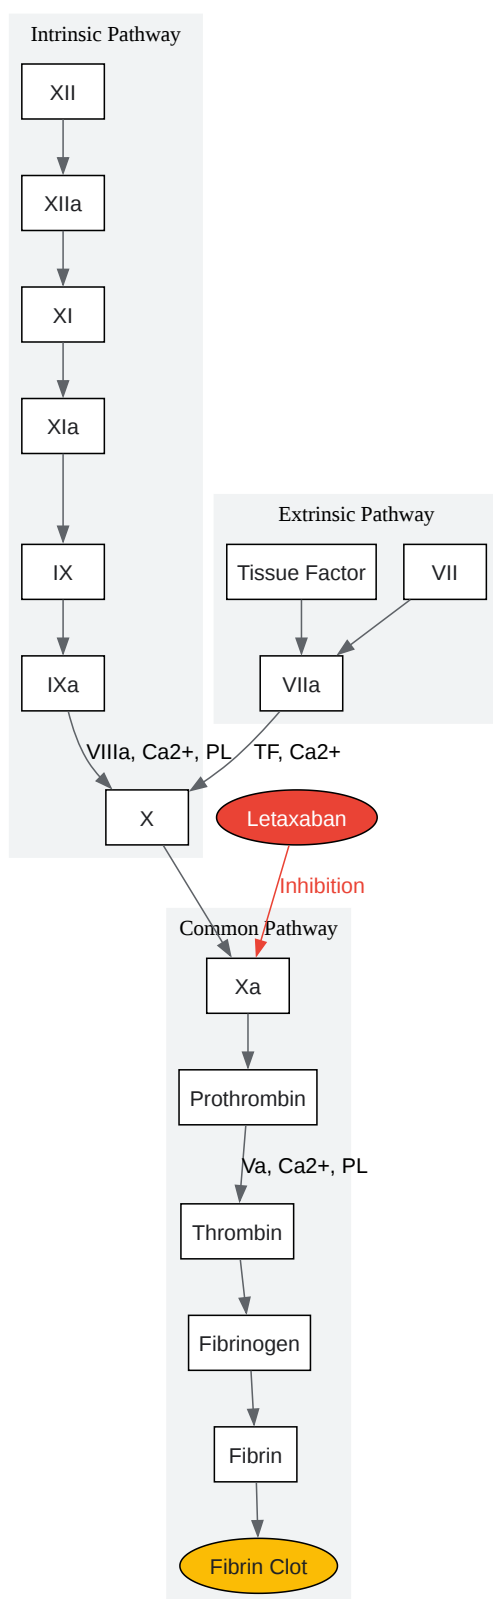 Intrinsic Pathway
XII
XIIa
XI
XIa
Extrinsic Pathway
IX
Tissue Factor
VII
IXa
VIIa
VIIIa, Ca2+, PL
TF, Ca2+
X
Letaxaban
Inhibition
Common Pathway
Xa
Prothrombin
Va, Ca2+, PL
Thrombin
Fibrinogen
Fibrin
Fibrin Clot